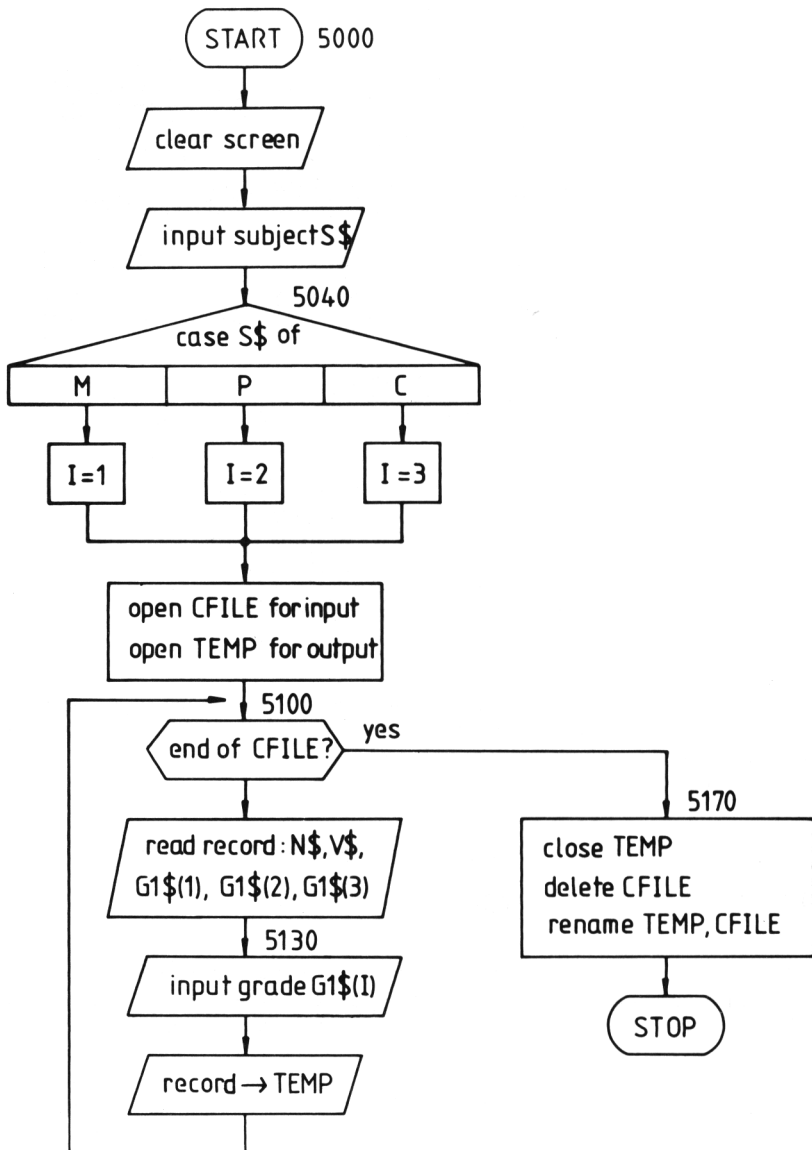 START 5000
clear screen
input subject S$
5040
case S$ of
M P C
I=1 I=2 I=3
open CFILE for input
open TEMP for output
5100
end of CFILE?
yes
read record: N$, V$,
G1$(1), G1$(2), G1$(3)
5130
input grade G1$(I)
record → TEMP
5170
close TEMP
delete CFILE
rename TEMP, CFILE
STOP